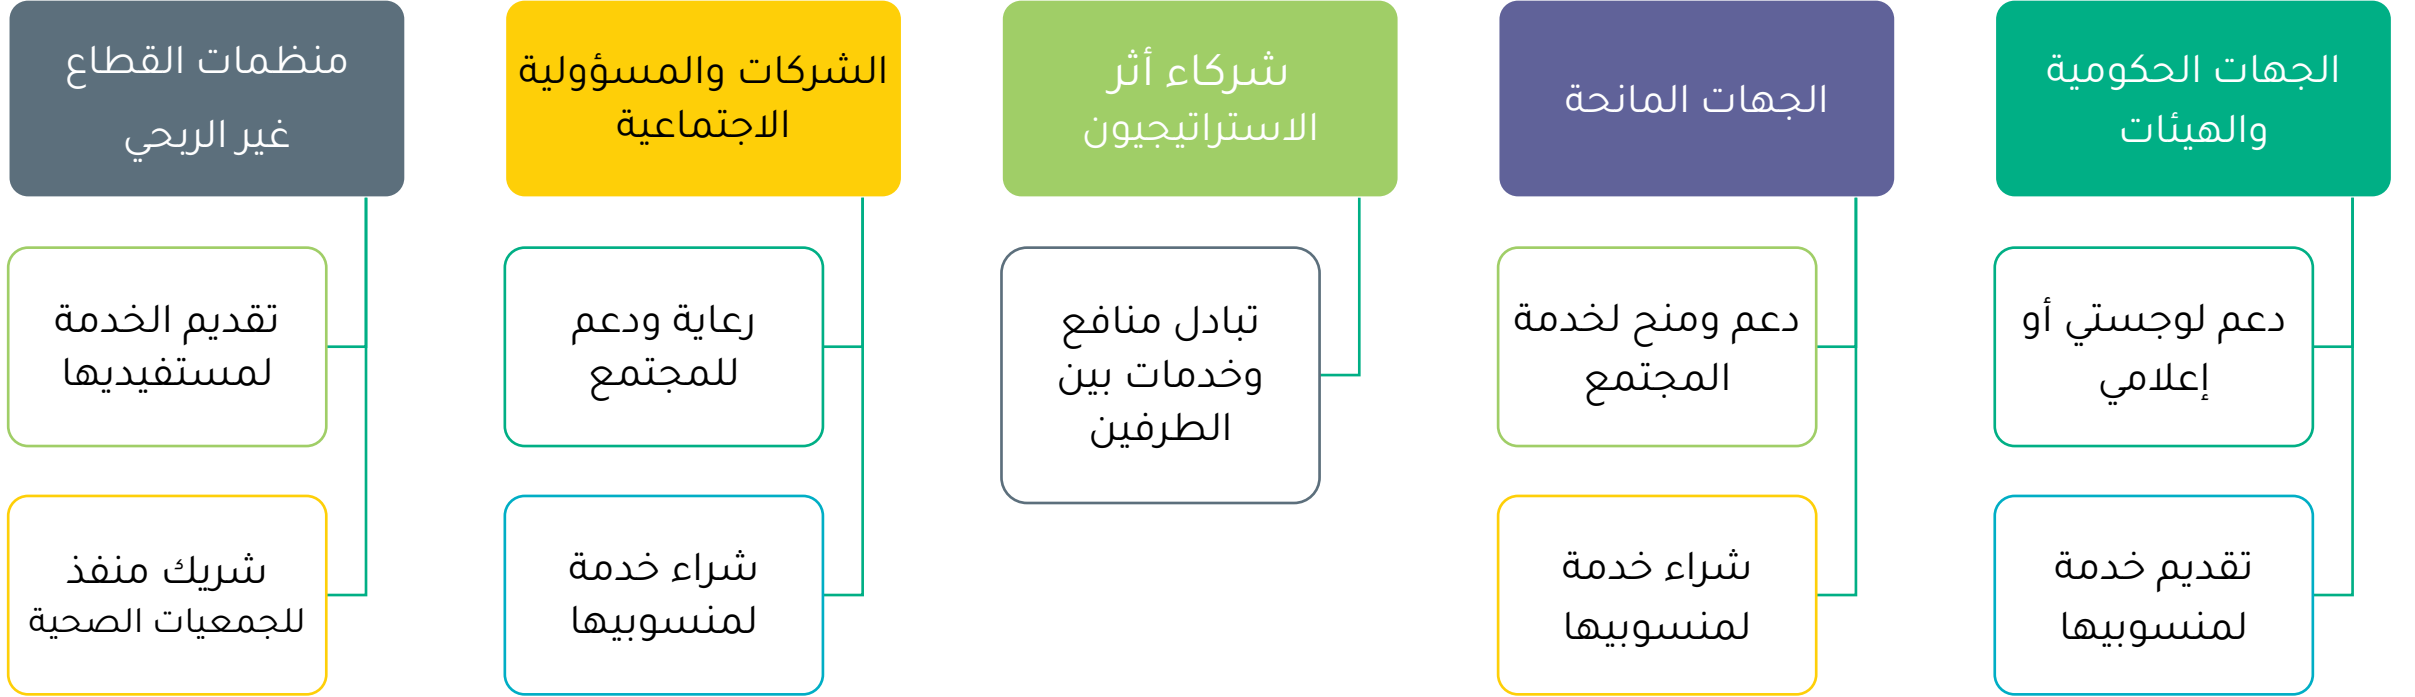 الجهات الحكومية
والهيئات
دعم لوجستي أو
إعلامي
تقديم خدمة
لمنسوبيها
الجهات المانحة
دعم ومنح لخدمة
المجتمع
شراء خدمة
لمنسوبيها
شركاء أثر
الاستراتيجيون
تبادل منافع
وخدمات بين
الطرفين
الشركات والمسؤولية
الاجتماعية
رعاية ودعم
للمجتمع
شراء خدمة
لمنسوبيها
منظمات القطاع
غير الربحي
تقديم الخدمة
لمستفيديها
شريك منفذ
للجمعيات الصحية